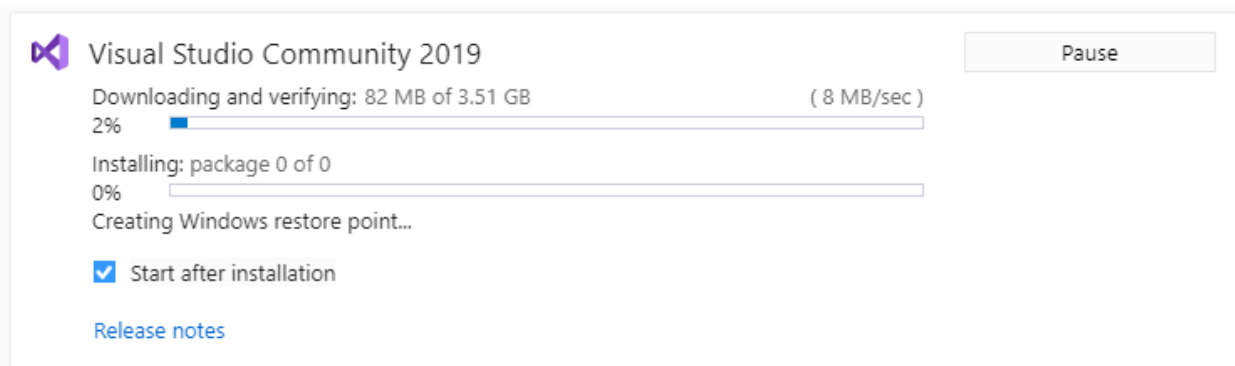 Visual Studio Community 2019
Pause
Downloading and verifying: 82 MB of 3.51 GB
( 8 MB/sec )
2%
Installing: package 0 of 0
0%
Creating Windows restore point...
Start after installation
Release notes